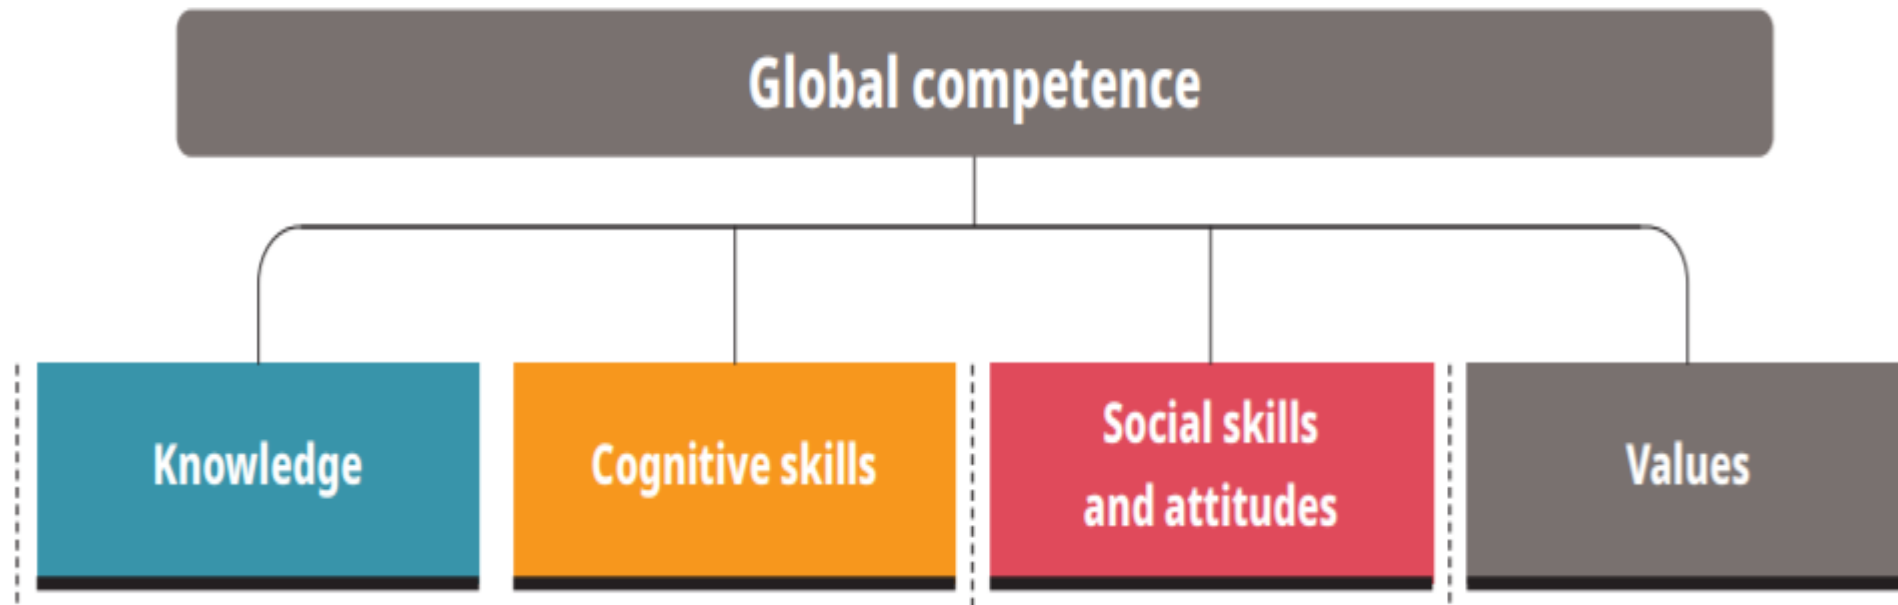 Global competence
Knowledge
Cognitive skills
Social skills
and attitudes
Values